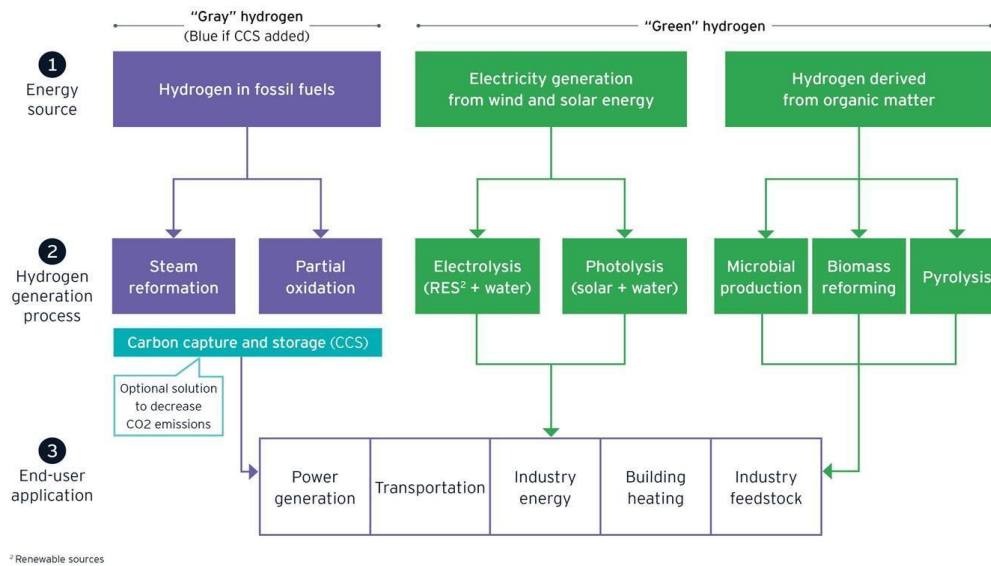 “Gray” hydrogen
(Blue if CCS added)
“Green” hydrogen
1
Energy
source
Hydrogen in fossil fuels
Electricity generation
from wind and solar energy
Hydrogen derived
from organic matter
2
Hydrogen
generation
process
Steam
reformation
Partial
oxidation
Electrolysis
(RES² + water)
Photolysis
(solar + water)
Microbial
production
Biomass
reforming
Pyrolysis
Carbon capture and storage (CCS)
Optional solution
to decrease
CO2 emissions
3
End-user
application
Power
generation
Transportation
Industry
energy
Building
heating
Industry
feedstock
² Renewable sources